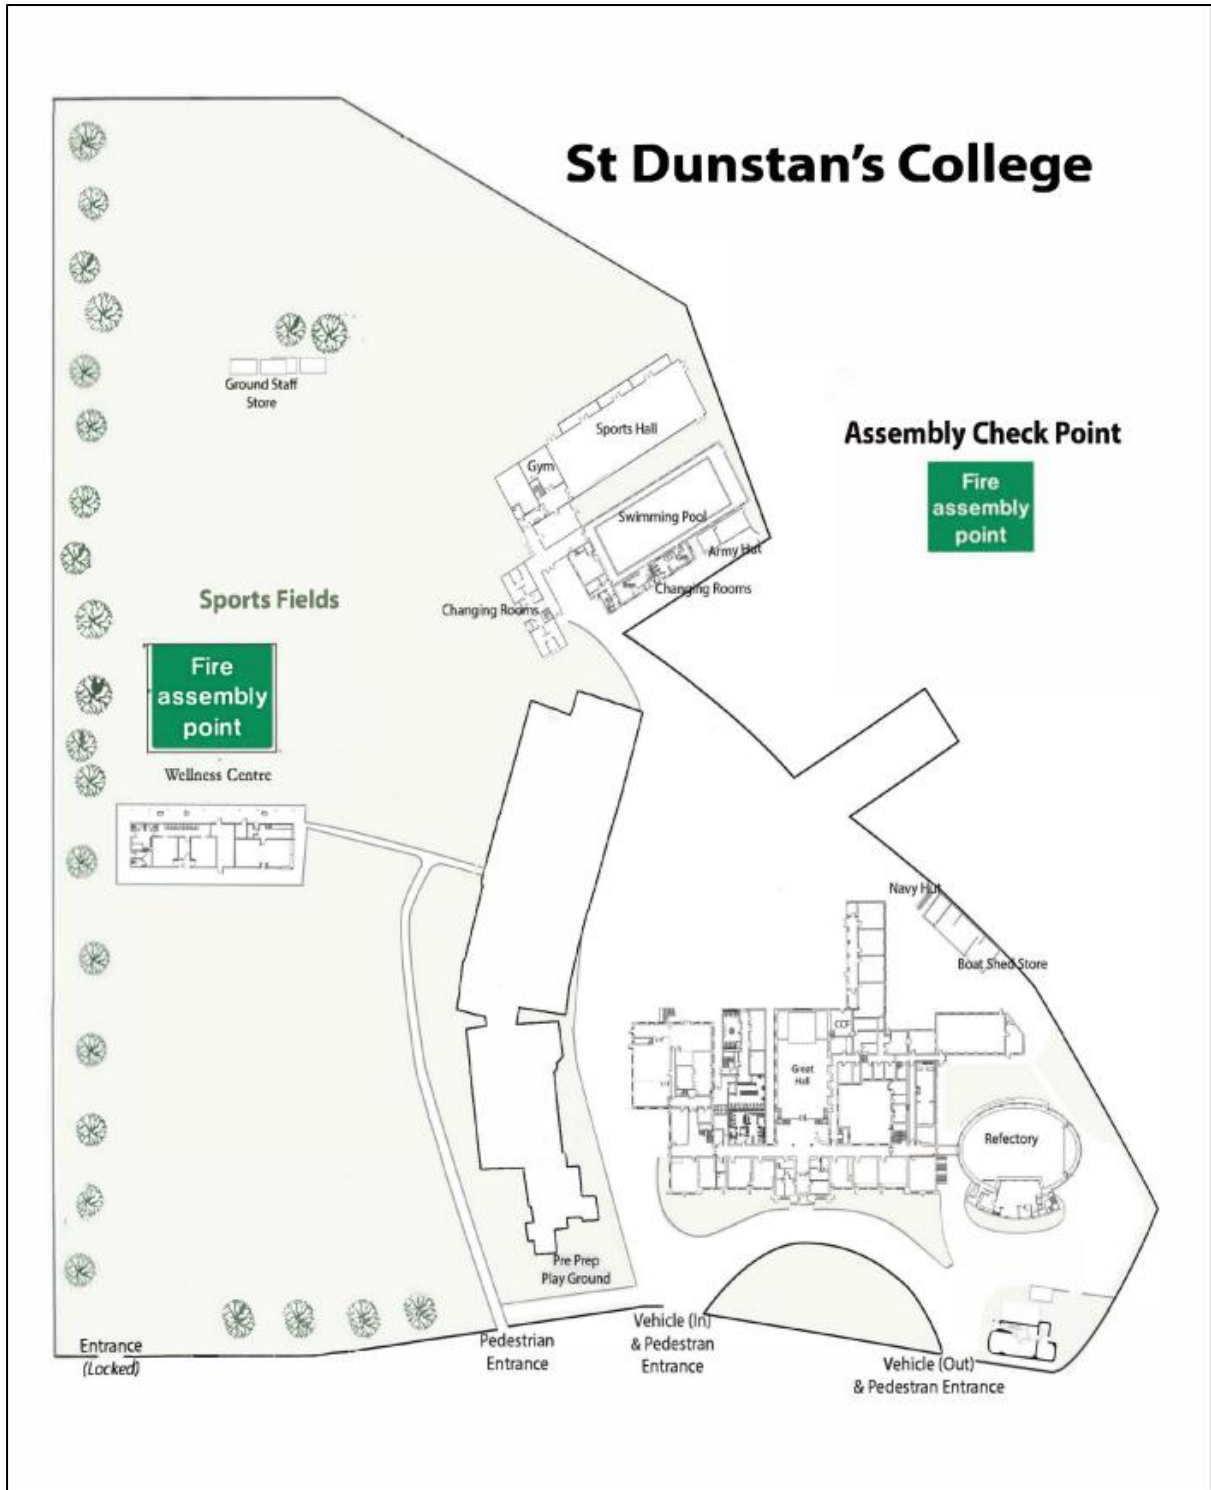 St Dunstan's College
Ground Staff
Store
Sports Hall
Assembly Check Point
Gym
Fire
assembly
point
Swimming Pool
Army Hut
Changing Rooms
Changing Rooms
Sports Fields
Fire
assembly
point
Wellness Centre
Navy Hut
Boat Shed Store
CCF
Great
Hall
Refectory
Pre Prep
Play Ground
Entrance
(Locked)
Pedestrian
Entrance
Vehicle (In)
& Pedestran
Entrance
Vehicle (Out)
& Pedestran Entrance